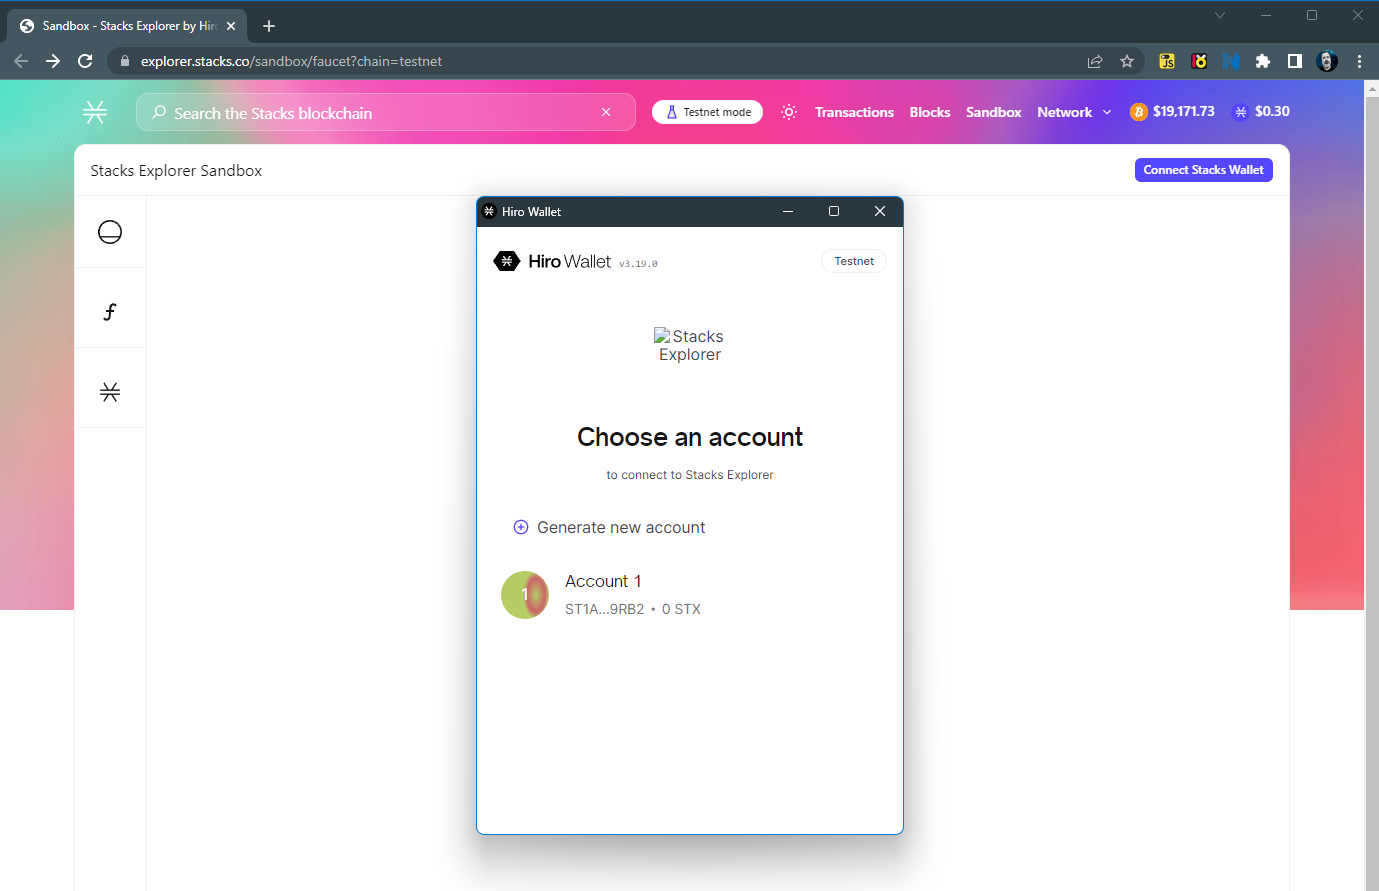 Sandbox - Stacks Explorer by Hir
explorer.stacks.co/sandbox/faucet?chain=testnet
Search the Stacks blockchain
Testnet mode
Transactions
Blocks
Sandbox
Network
$19,171.73
$0.30
Stacks Explorer Sandbox
Connect Stacks Wallet
Hiro Wallet
Hiro Wallet v3.19.0
Testnet
Stacks
Explorer
Choose an account
to connect to Stacks Explorer
Generate new account
1
Account 1
ST1A...9RB2 • 0 STX